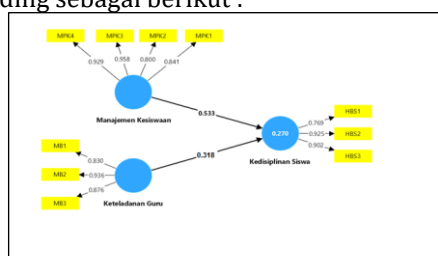 ding sebagai berikut :
MPK4 MPK3 MPK2 MPK1
0.929 0.958 0.800 0.841
Manajemen Kesiswaan
0.533
HBS1
0.769
0.270
0.925 HBS2
0.902
HBS3
Kedisiplinan Siswa
0.318
MB1
0.830
MB2 0.936
0.876
MB3
Keteladanan Guru